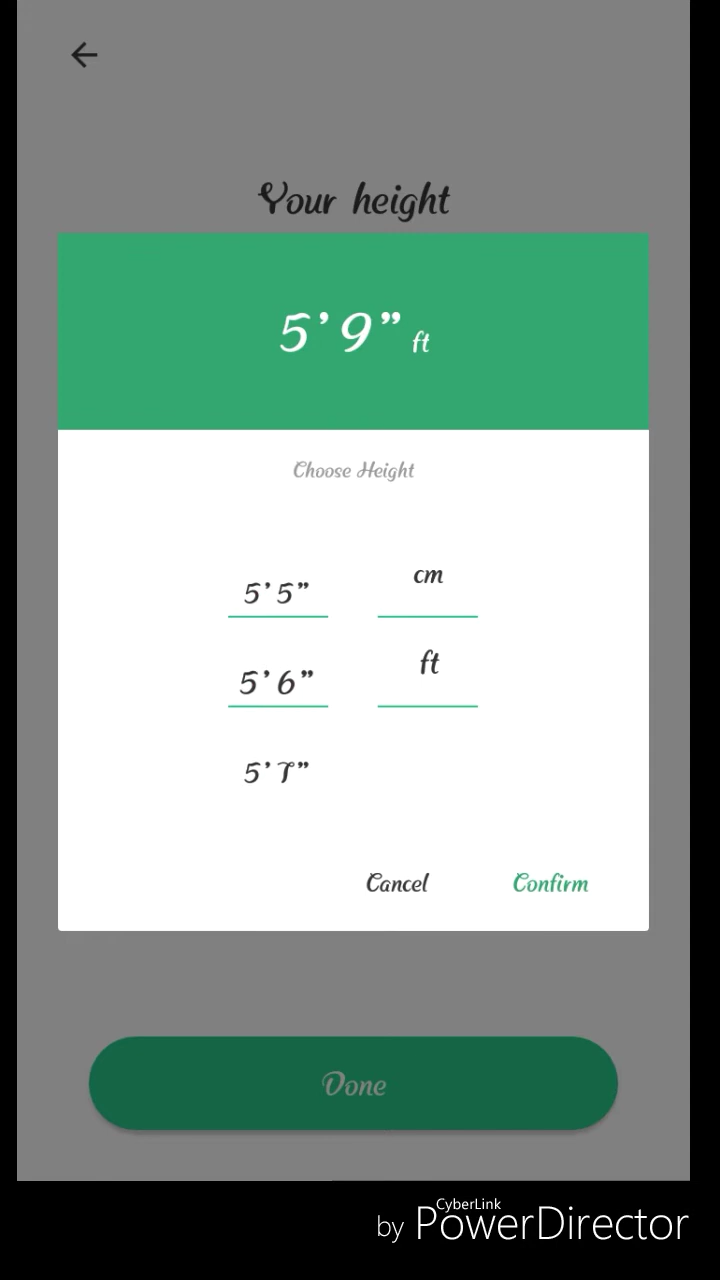 Your height
5’9” ft
Choose Height
5’5” cm
5’6” ft
5’7”
Cancel Confirm
Done
CyberLink
by PowerDirector